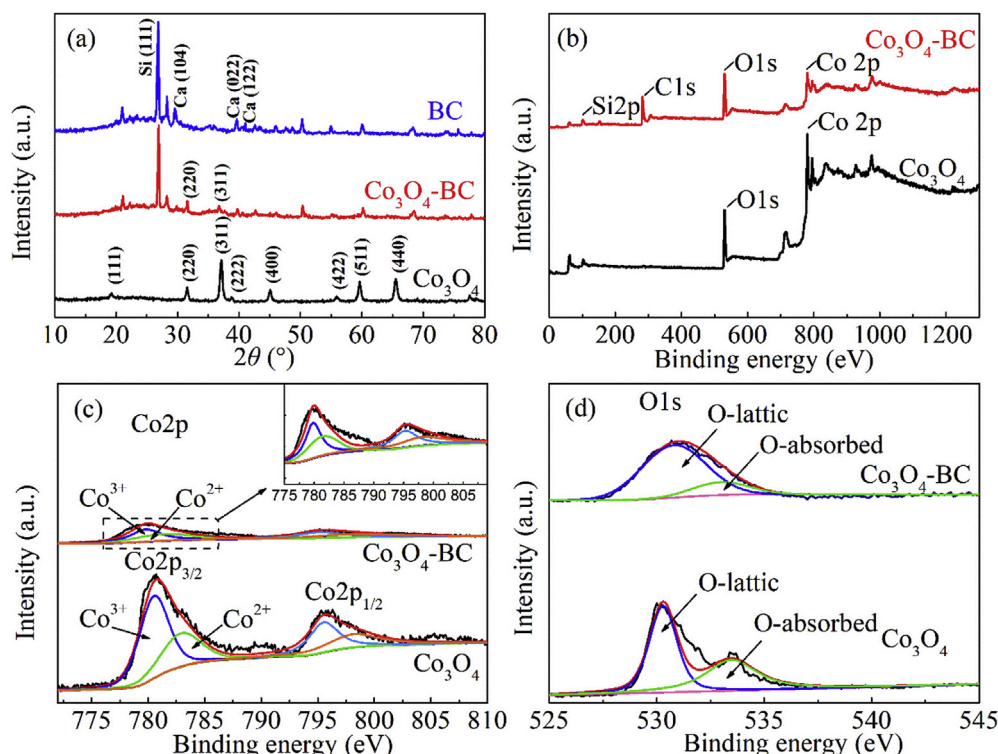 (a)
Si (111)
Ca (104)
Ca (022)
Ca (122)
BC
(220)
(311)
Co₃O₄-BC
(111)
(220)
(311)
(222)
(400)
(422)
(511)
(440)
Co₃O₄
Intensity (a.u.)
10 20 30 40 50 60 70 80
2θ (°)
(b)
Co₃O₄-BC
Si2p
C1s
O1s
Co 2p
Co 2p
Co₃O₄
O1s
Intensity (a.u.)
0 200 400 600 800 1000 1200
Binding energy (eV)
(c)
Co2p
775 780 785 790 795 800 805
Co³⁺
Co²⁺
Co₃O₄-BC
Co2p₃/₂
Co2p₁/₂
Co³⁺
Co²⁺
Co₃O₄
Intensity (a.u.)
775 780 785 790 795 800 805 810
Binding energy (eV)
(d)
O1s
O-lattic
O-absorbed
Co₃O₄-BC
O-lattic
O-absorbed
Co₃O₄
Intensity (a.u.)
525 530 535 540 545
Binding energy (eV)